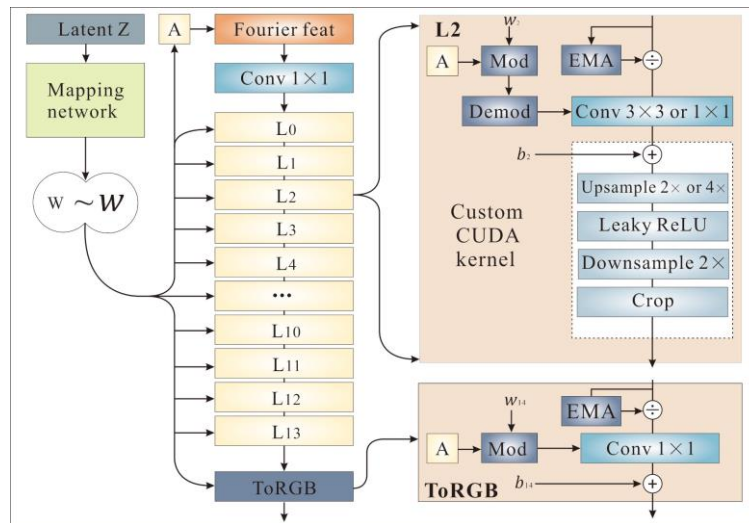 Latent Z
Mapping
network
W ~ w
A
Fourier feat
Conv 1×1
L0
L1
L2
L3
L4
...
L10
L11
L12
L13
ToRGB
L2
w2
A
Mod
EMA
÷
Demod
Conv 3×3 or 1×1
b2
+
Upsample 2× or 4×
Leaky ReLU
Downsample 2×
Crop
Custom
CUDA
kernel
w14
EMA
÷
A
Mod
Conv 1×1
ToRGB
b14
+